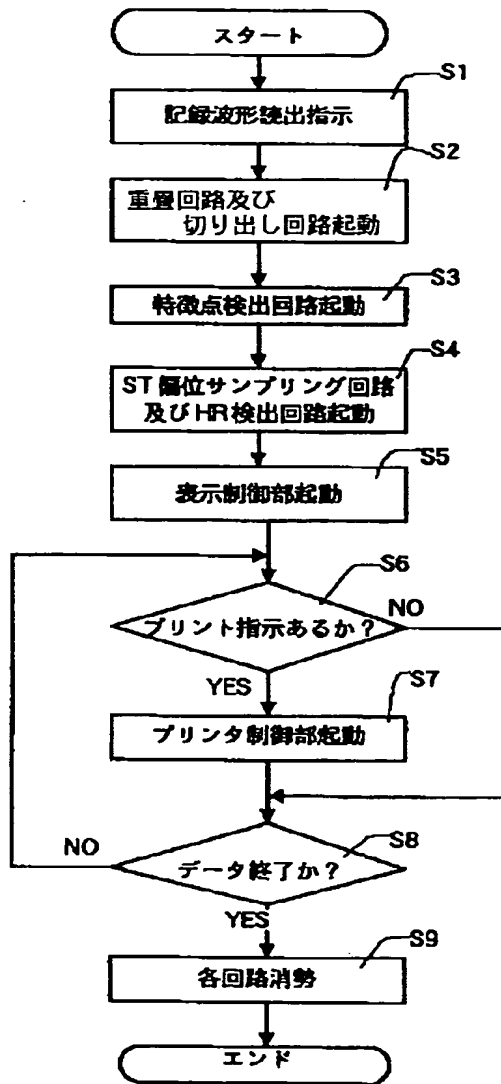 スタート
S1
記録波形読出指示
S2
重畳回路及び
切り出し回路起動
S3
特徴点検出回路起動
S4
ST偏位サンプリング回路
及びHR検出回路起動
S5
表示制御部起動
S6
プリント指示あるか？
NO
YES
S7
プリンタ制御部起動
S8
NO
データ終了か？
YES
S9
各回路消勢
エンド